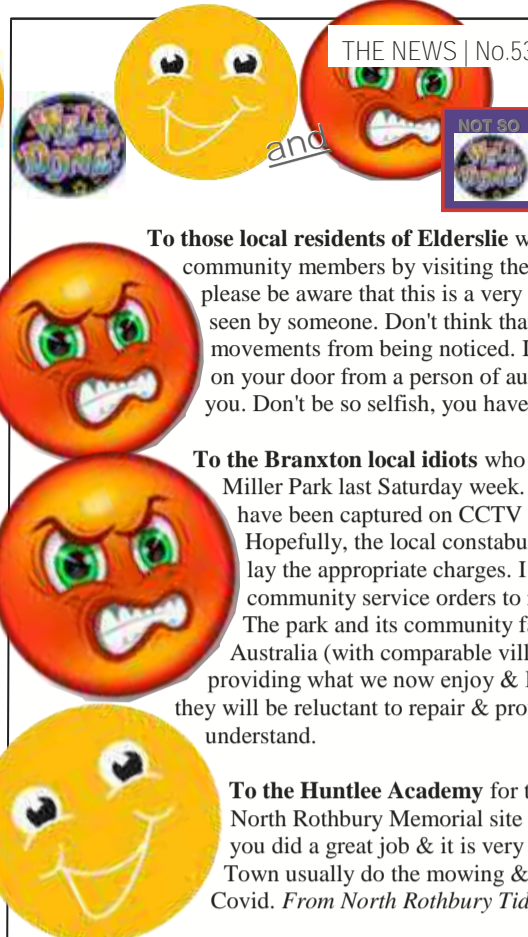 THE NEWS | No.53
WELL DONE!
and
NOT SO
WELL DONE!
To those local residents of Elderslie w
community members by visiting the
please be aware that this is a very
seen by someone. Don't think tha
movements from being noticed. I
on your door from a person of au
you. Don't be so selfish, you have
To the Branxton local idiots who
Miller Park last Saturday week.
have been captured on CCTV
Hopefully, the local constabu
lay the appropriate charges. I
community service orders to
The park and its community f
Australia (with comparable vill
providing what we now enjoy &
they will be reluctant to repair & pro
understand.
To the Huntlee Academy for t
North Rothbury Memorial site
you did a great job & it is very
Town usually do the mowing &
Covid. From North Rothbury Tid